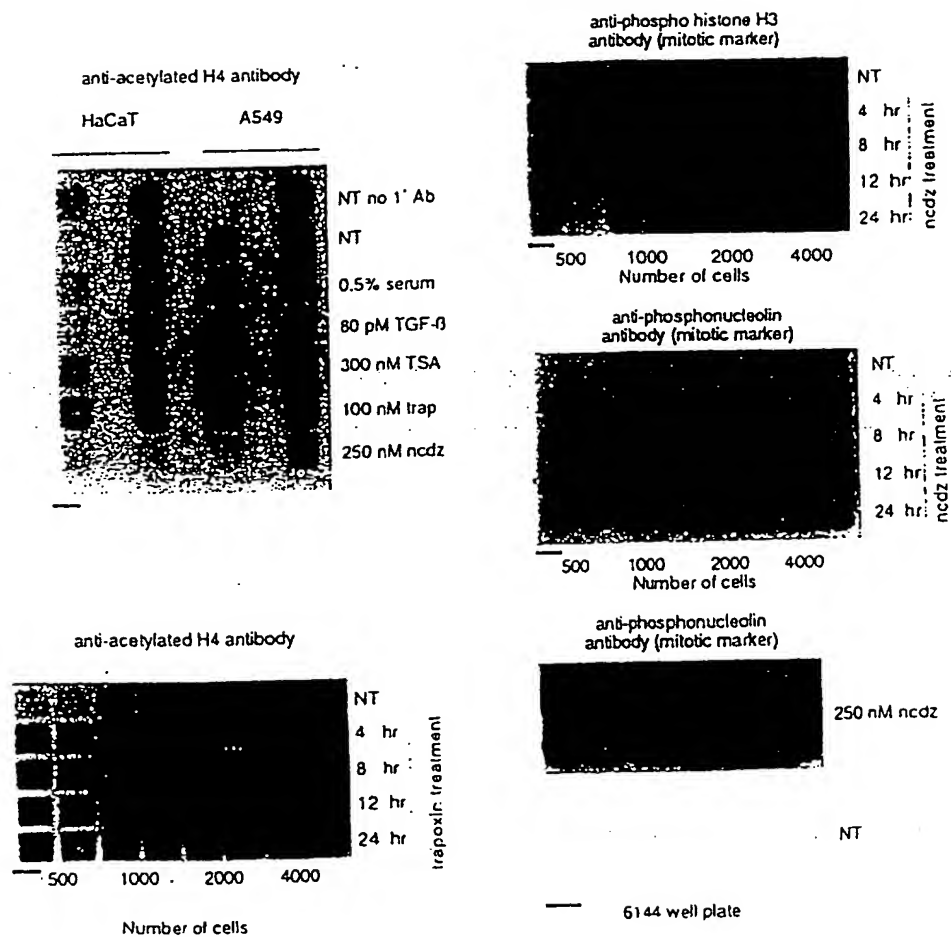 anti-acetylated H4 antibody
HaCaT
A549
NT no 1° Ab
NT
0.5% serum
80 pM TGF-ß
300 nM TSA
100 nM trap
250 nM ncdz
anti-acetylated H4 antibody
NT
4 hr
8 hr
12 hr
24 hr
trapoxin treatment
500 1000 2000 4000
Number of cells
anti-phospho histone H3
antibody (mitotic marker)
NT
4 hr
8 hr
12 hr
24 hr
ncdz treatment
500 1000 2000 4000
Number of cells
anti-phosphonucleolin
antibody (mitotic marker)
NT
4 hr
8 hr
12 hr
24 hr
ncdz treatment
500 1000 2000 4000
Number of cells
anti-phosphonucleolin
antibody (mitotic marker)
250 nM ncdz
NT
6144 well plate